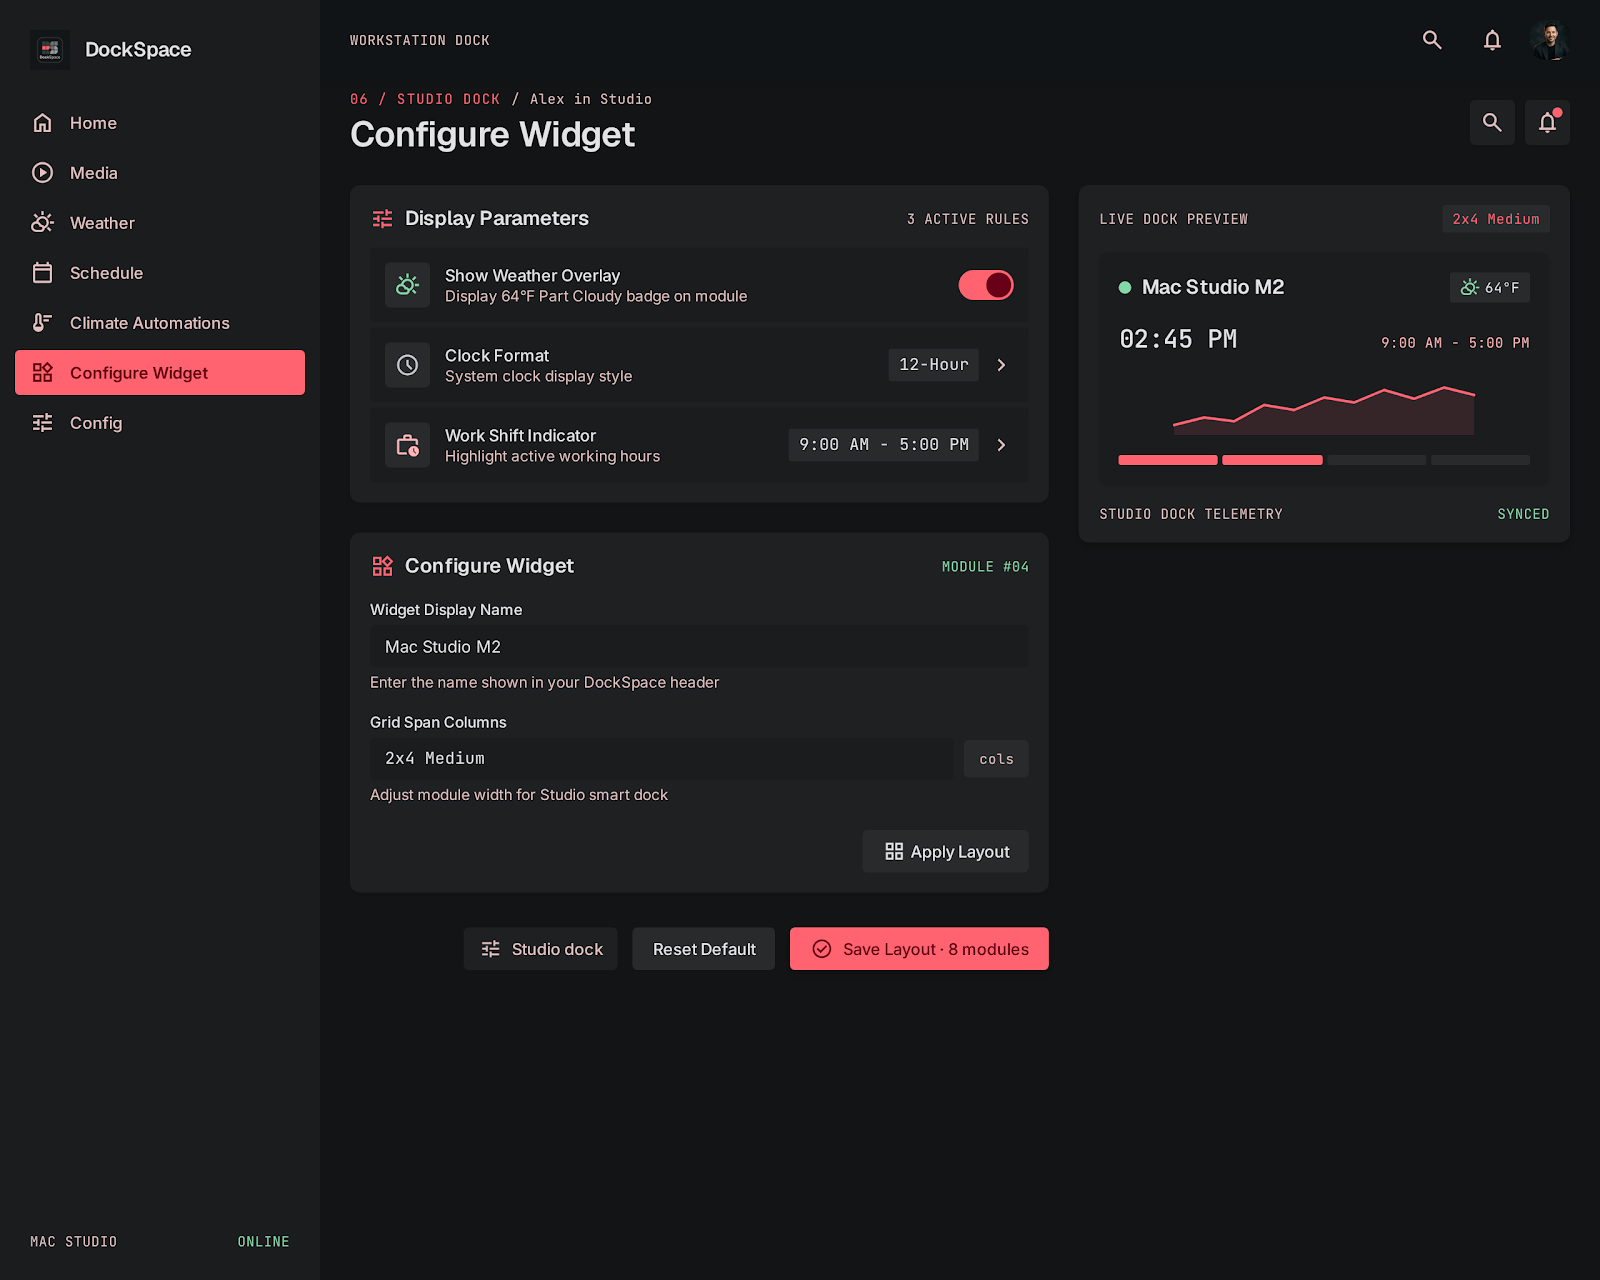 DockSpace
Home
Media
Weather
Schedule
Climate Automations
Configure Widget
Config
MAC STUDIO
ONLINE
WORKSTATION DOCK
06 / STUDIO DOCK / Alex in Studio
Configure Widget
Display Parameters
3 ACTIVE RULES
Show Weather Overlay
Display 64°F Part Cloudy badge on module
Clock Format
System clock display style
12-Hour
Work Shift Indicator
Highlight active working hours
9:00 AM - 5:00 PM
Configure Widget
MODULE #04
Widget Display Name
Mac Studio M2
Enter the name shown in your DockSpace header
Grid Span Columns
2x4 Medium
cols
Adjust module width for Studio smart dock
Apply Layout
Studio dock
Reset Default
Save Layout · 8 modules
LIVE DOCK PREVIEW
2x4 Medium
Mac Studio M2
64°F
02:45 PM
9:00 AM - 5:00 PM
STUDIO DOCK TELEMETRY
SYNCED